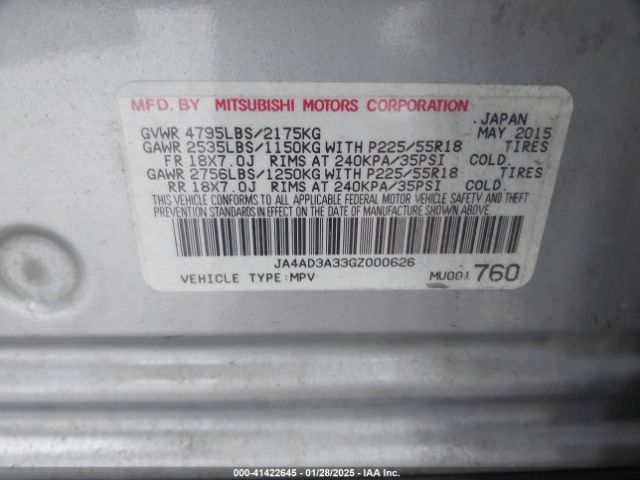 MFD. BY MITSUBISHI MOTORS CORPORATION
JAPAN
GVWR 4795LBS/2175KG MAY 2015
GAWR 2535LBS/1150KG WITH P225/55R18 TIRES
FR 18X7.0J RIMS AT 240KPA/35PSI COLD.
GAWR 2756LBS/1250KG WITH P225/55R18 TIRES
RR 18X7.0J RIMS AT 240KPA/35PSI COLD.
THIS VEHICLE CONFORMS TO ALL APPLICABLE FEDERAL MOTOR VEHICLE SAFETY AND THEFT
PREVENTION STANDARDS IN EFFECT ON THE DATE OF MANUFACTURE SHOWN ABOVE.
JA4AD3A33GZ000626
VEHICLE TYPE:MPV MU001760
000-41422645 - 01/28/2025 - IAA Inc.